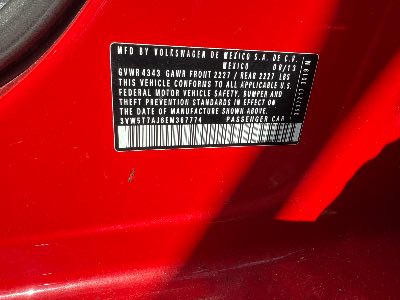 MFD BY VOLKSWAGEN DE MEXICO S.A. DE C.V.
MEXICO 08/13
GVWR 4343 GAWR FRONT 2227 / REAR 2227 LBS
THIS VEHICLE CONFORMS TO ALL APPLICABLE U.S.
FEDERAL MOTOR VEHICLE SAFETY, BUMPER AND
THEFT PREVENTION STANDARDS IN EFFECT ON
THE DATE OF MANUFACTURE SHOWN ABOVE.
PASSENGER CAR